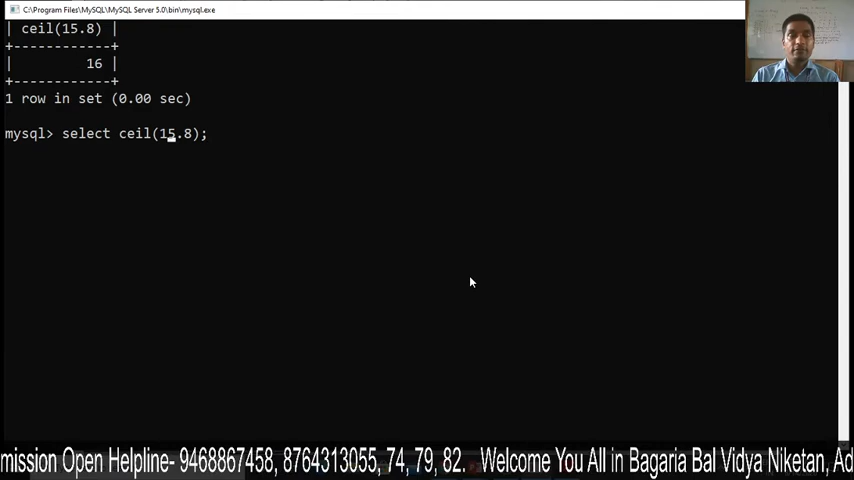 C:\Program Files\MySQL\MySQL Server 5.0\bin\mysql.exe
| ceil(15.8) |
+------------+
|         16 |
+------------+
1 row in set (0.00 sec)
mysql> select ceil(15.8);
mission Open Helpline- 9468867458, 8764313055, 74, 79, 82.   Welcome You All in Bagaria Bal Vidya Niketan, Ad